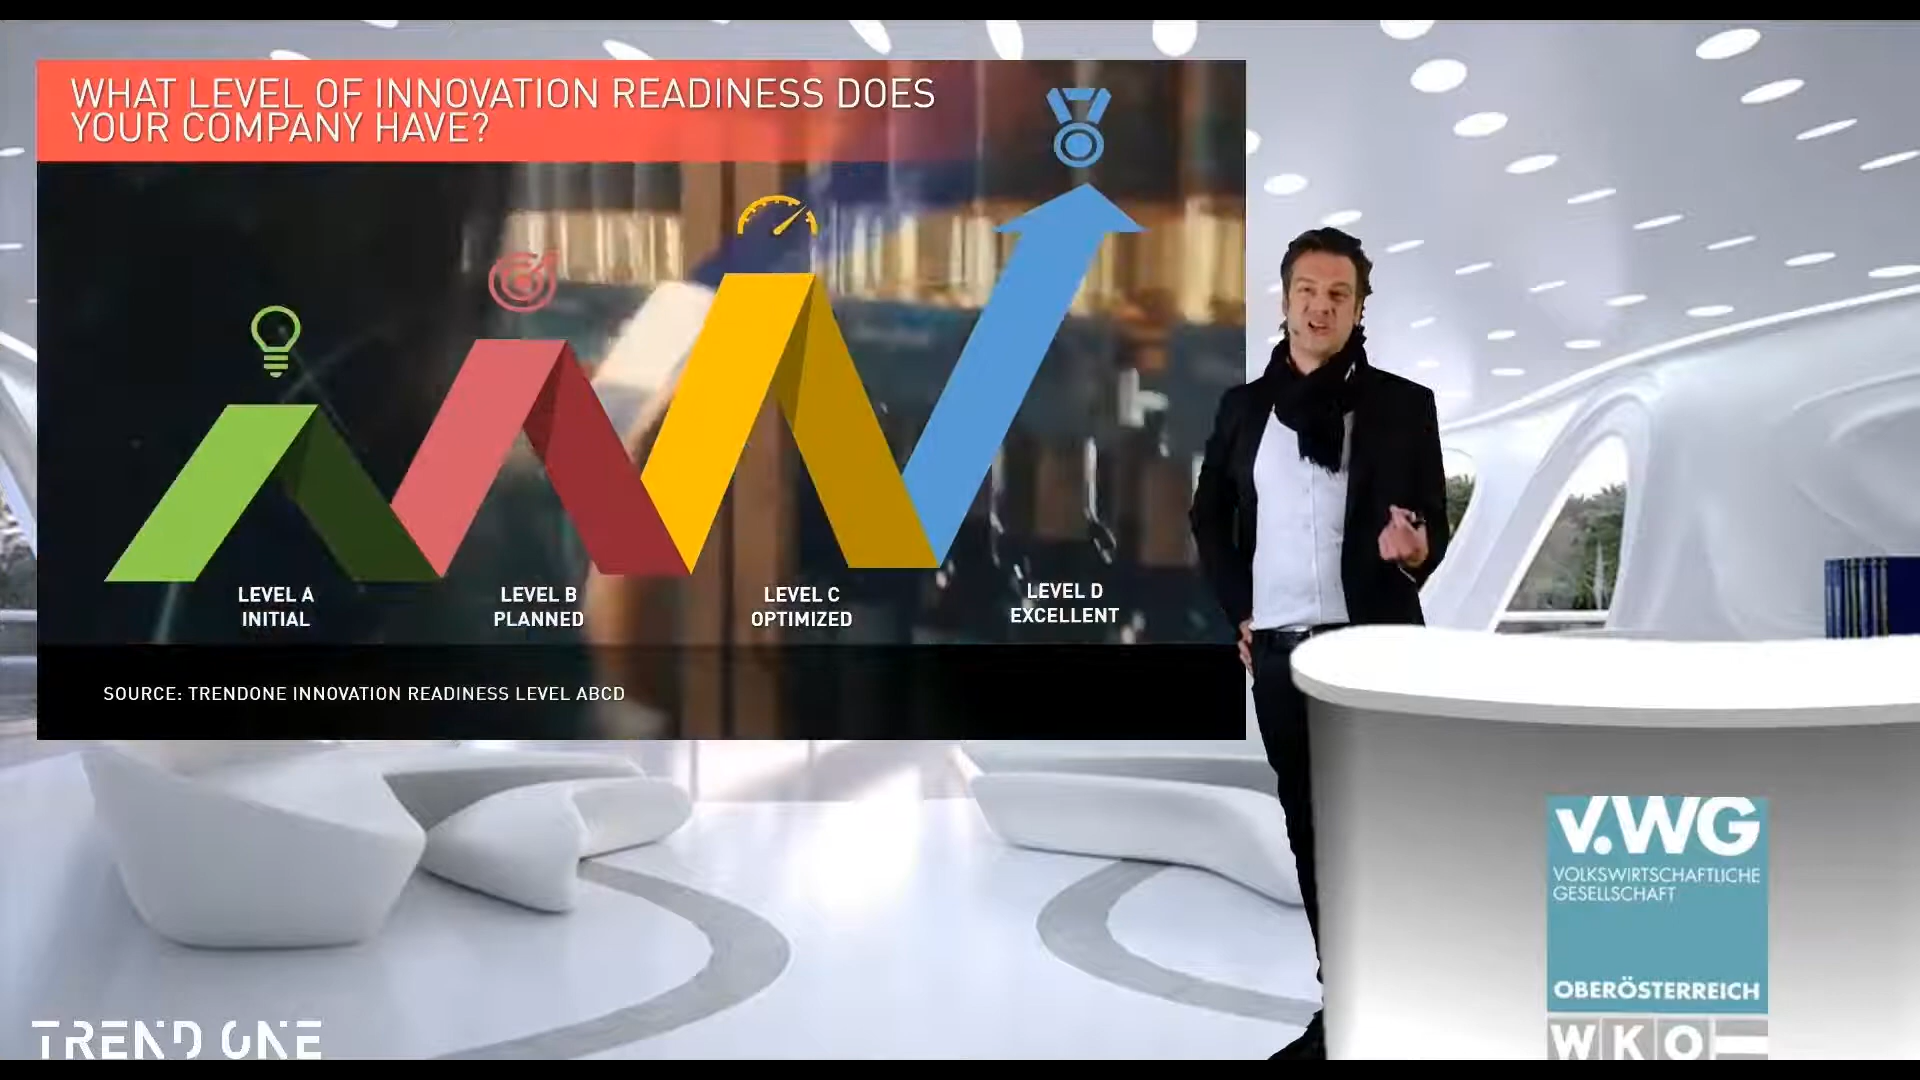 WHAT LEVEL OF INNOVATION READINESS DOES
YOUR COMPANY HAVE?
LEVEL A
INITIAL
LEVEL B
PLANNED
LEVEL C
OPTIMIZED
LEVEL D
EXCELLENT
SOURCE: TRENDONE INNOVATION READINESS LEVEL ABCD
TREND ONE
v.WG
VOLKSWIRTSCHAFTLICHE
GESELLSCHAFT
OBERÖSTERREICH
WKO